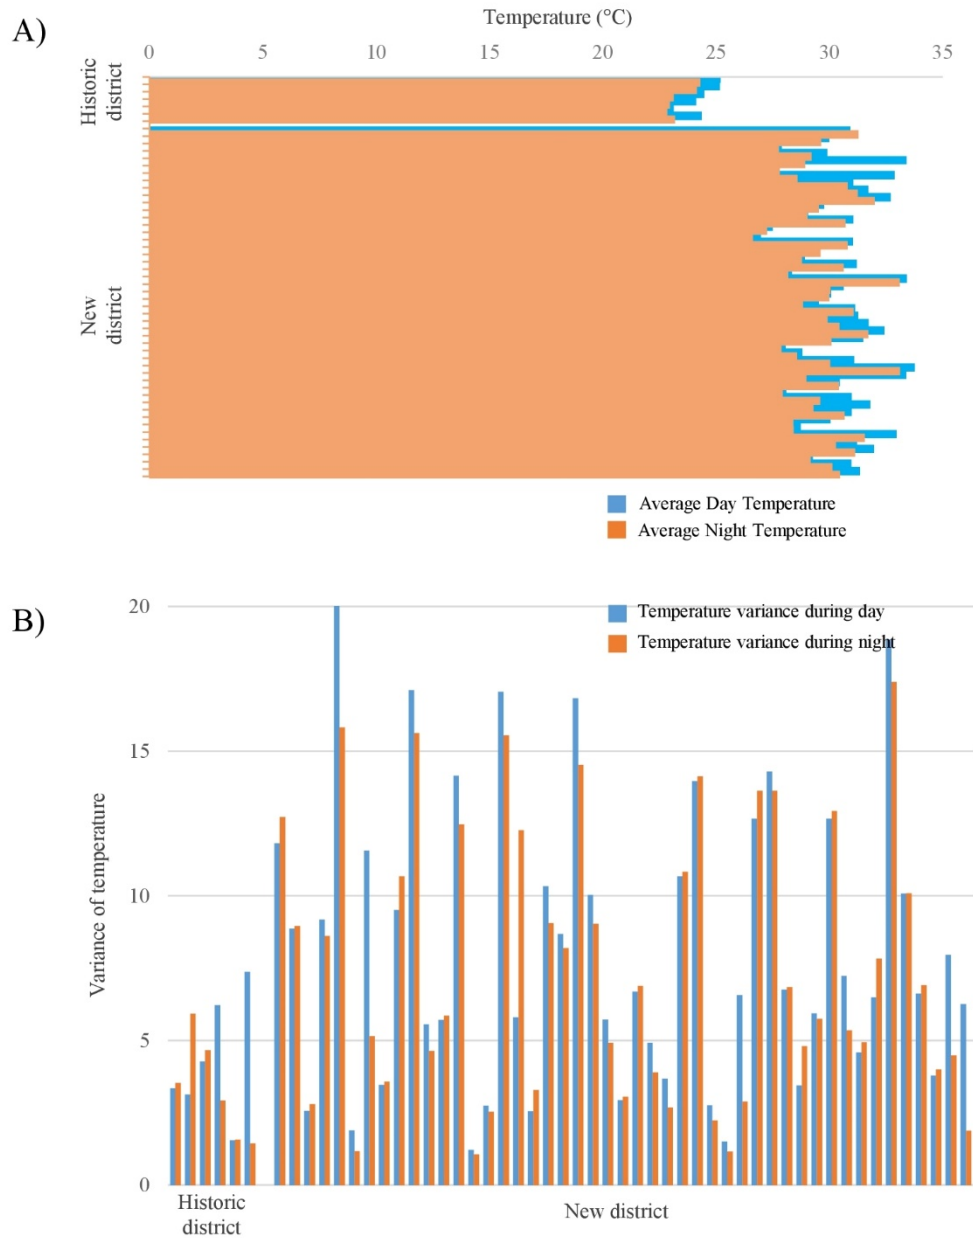 A)
Temperature (°C)
0 5 10 15 20 25 30 35
Historic
district
New
district
Average Day Temperature
Average Night Temperature
B)
Temperature variance during day
Temperature variance during night
Variance of temperature
20
15
10
5
0
Historic
district
New district